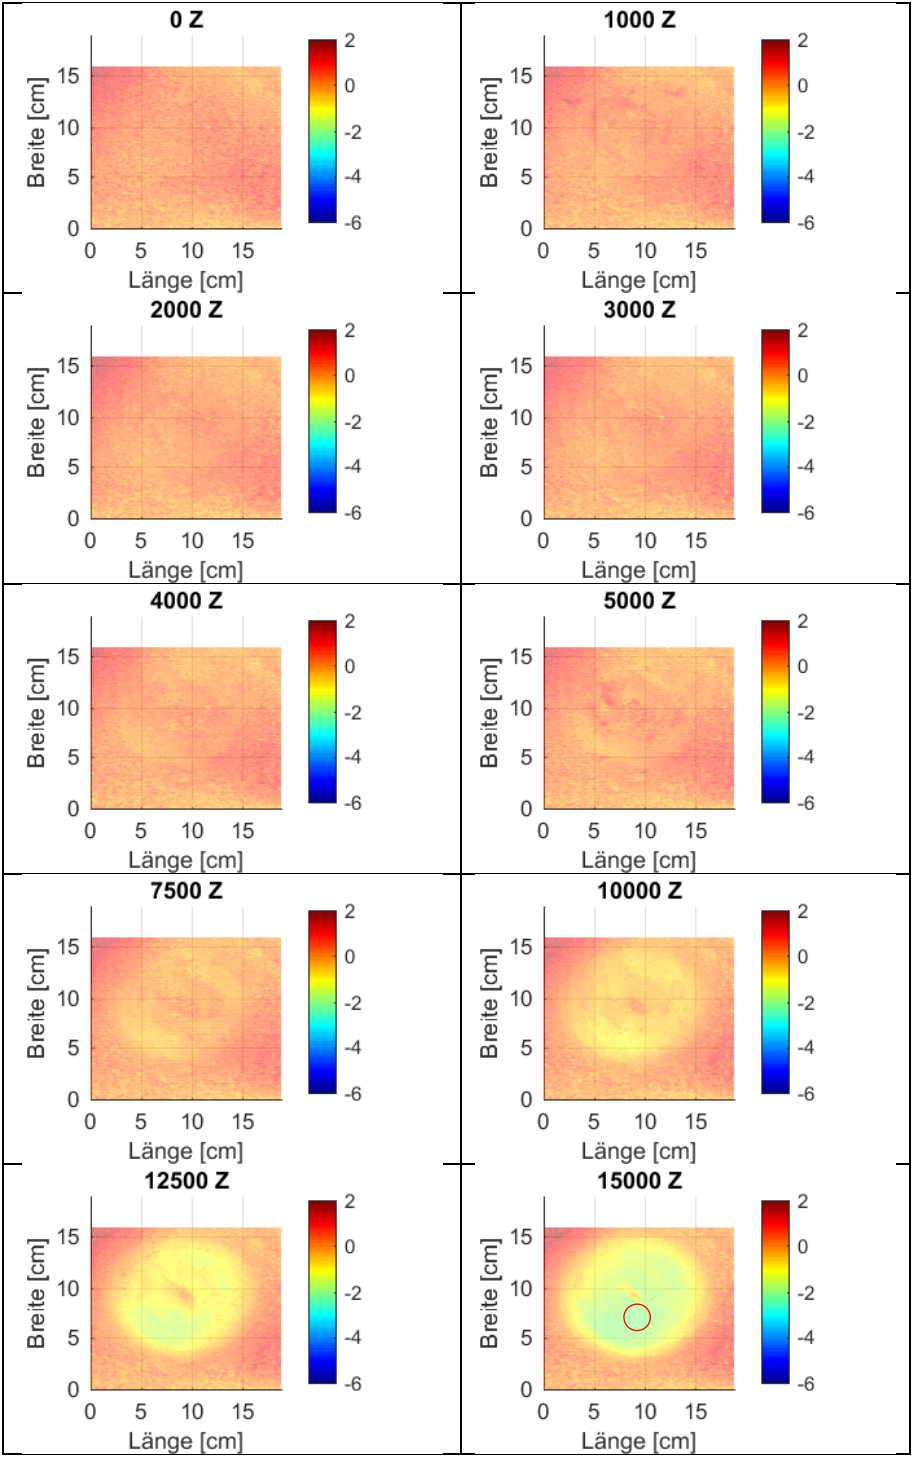 0 Z
1000 Z
2
0
-2
-4
-6
15
10
5
0
Breite [cm]
0 5 10 15
Länge [cm]
2
0
-2
-4
-6
15
10
5
0
Breite [cm]
0 5 10 15
Länge [cm]
2000 Z
3000 Z
2
0
-2
-4
-6
15
10
5
0
Breite [cm]
0 5 10 15
Länge [cm]
2
0
-2
-4
-6
15
10
5
0
Breite [cm]
0 5 10 15
Länge [cm]
4000 Z
5000 Z
2
0
-2
-4
-6
15
10
5
0
Breite [cm]
0 5 10 15
Länge [cm]
2
0
-2
-4
-6
15
10
5
0
Breite [cm]
0 5 10 15
Länge [cm]
7500 Z
10000 Z
2
0
-2
-4
-6
15
10
5
0
Breite [cm]
0 5 10 15
Länge [cm]
2
0
-2
-4
-6
15
10
5
0
Breite [cm]
0 5 10 15
Länge [cm]
12500 Z
15000 Z
2
0
-2
-4
-6
15
10
5
0
Breite [cm]
0 5 10 15
Länge [cm]
2
0
-2
-4
-6
15
10
5
0
Breite [cm]
0 5 10 15
Länge [cm]